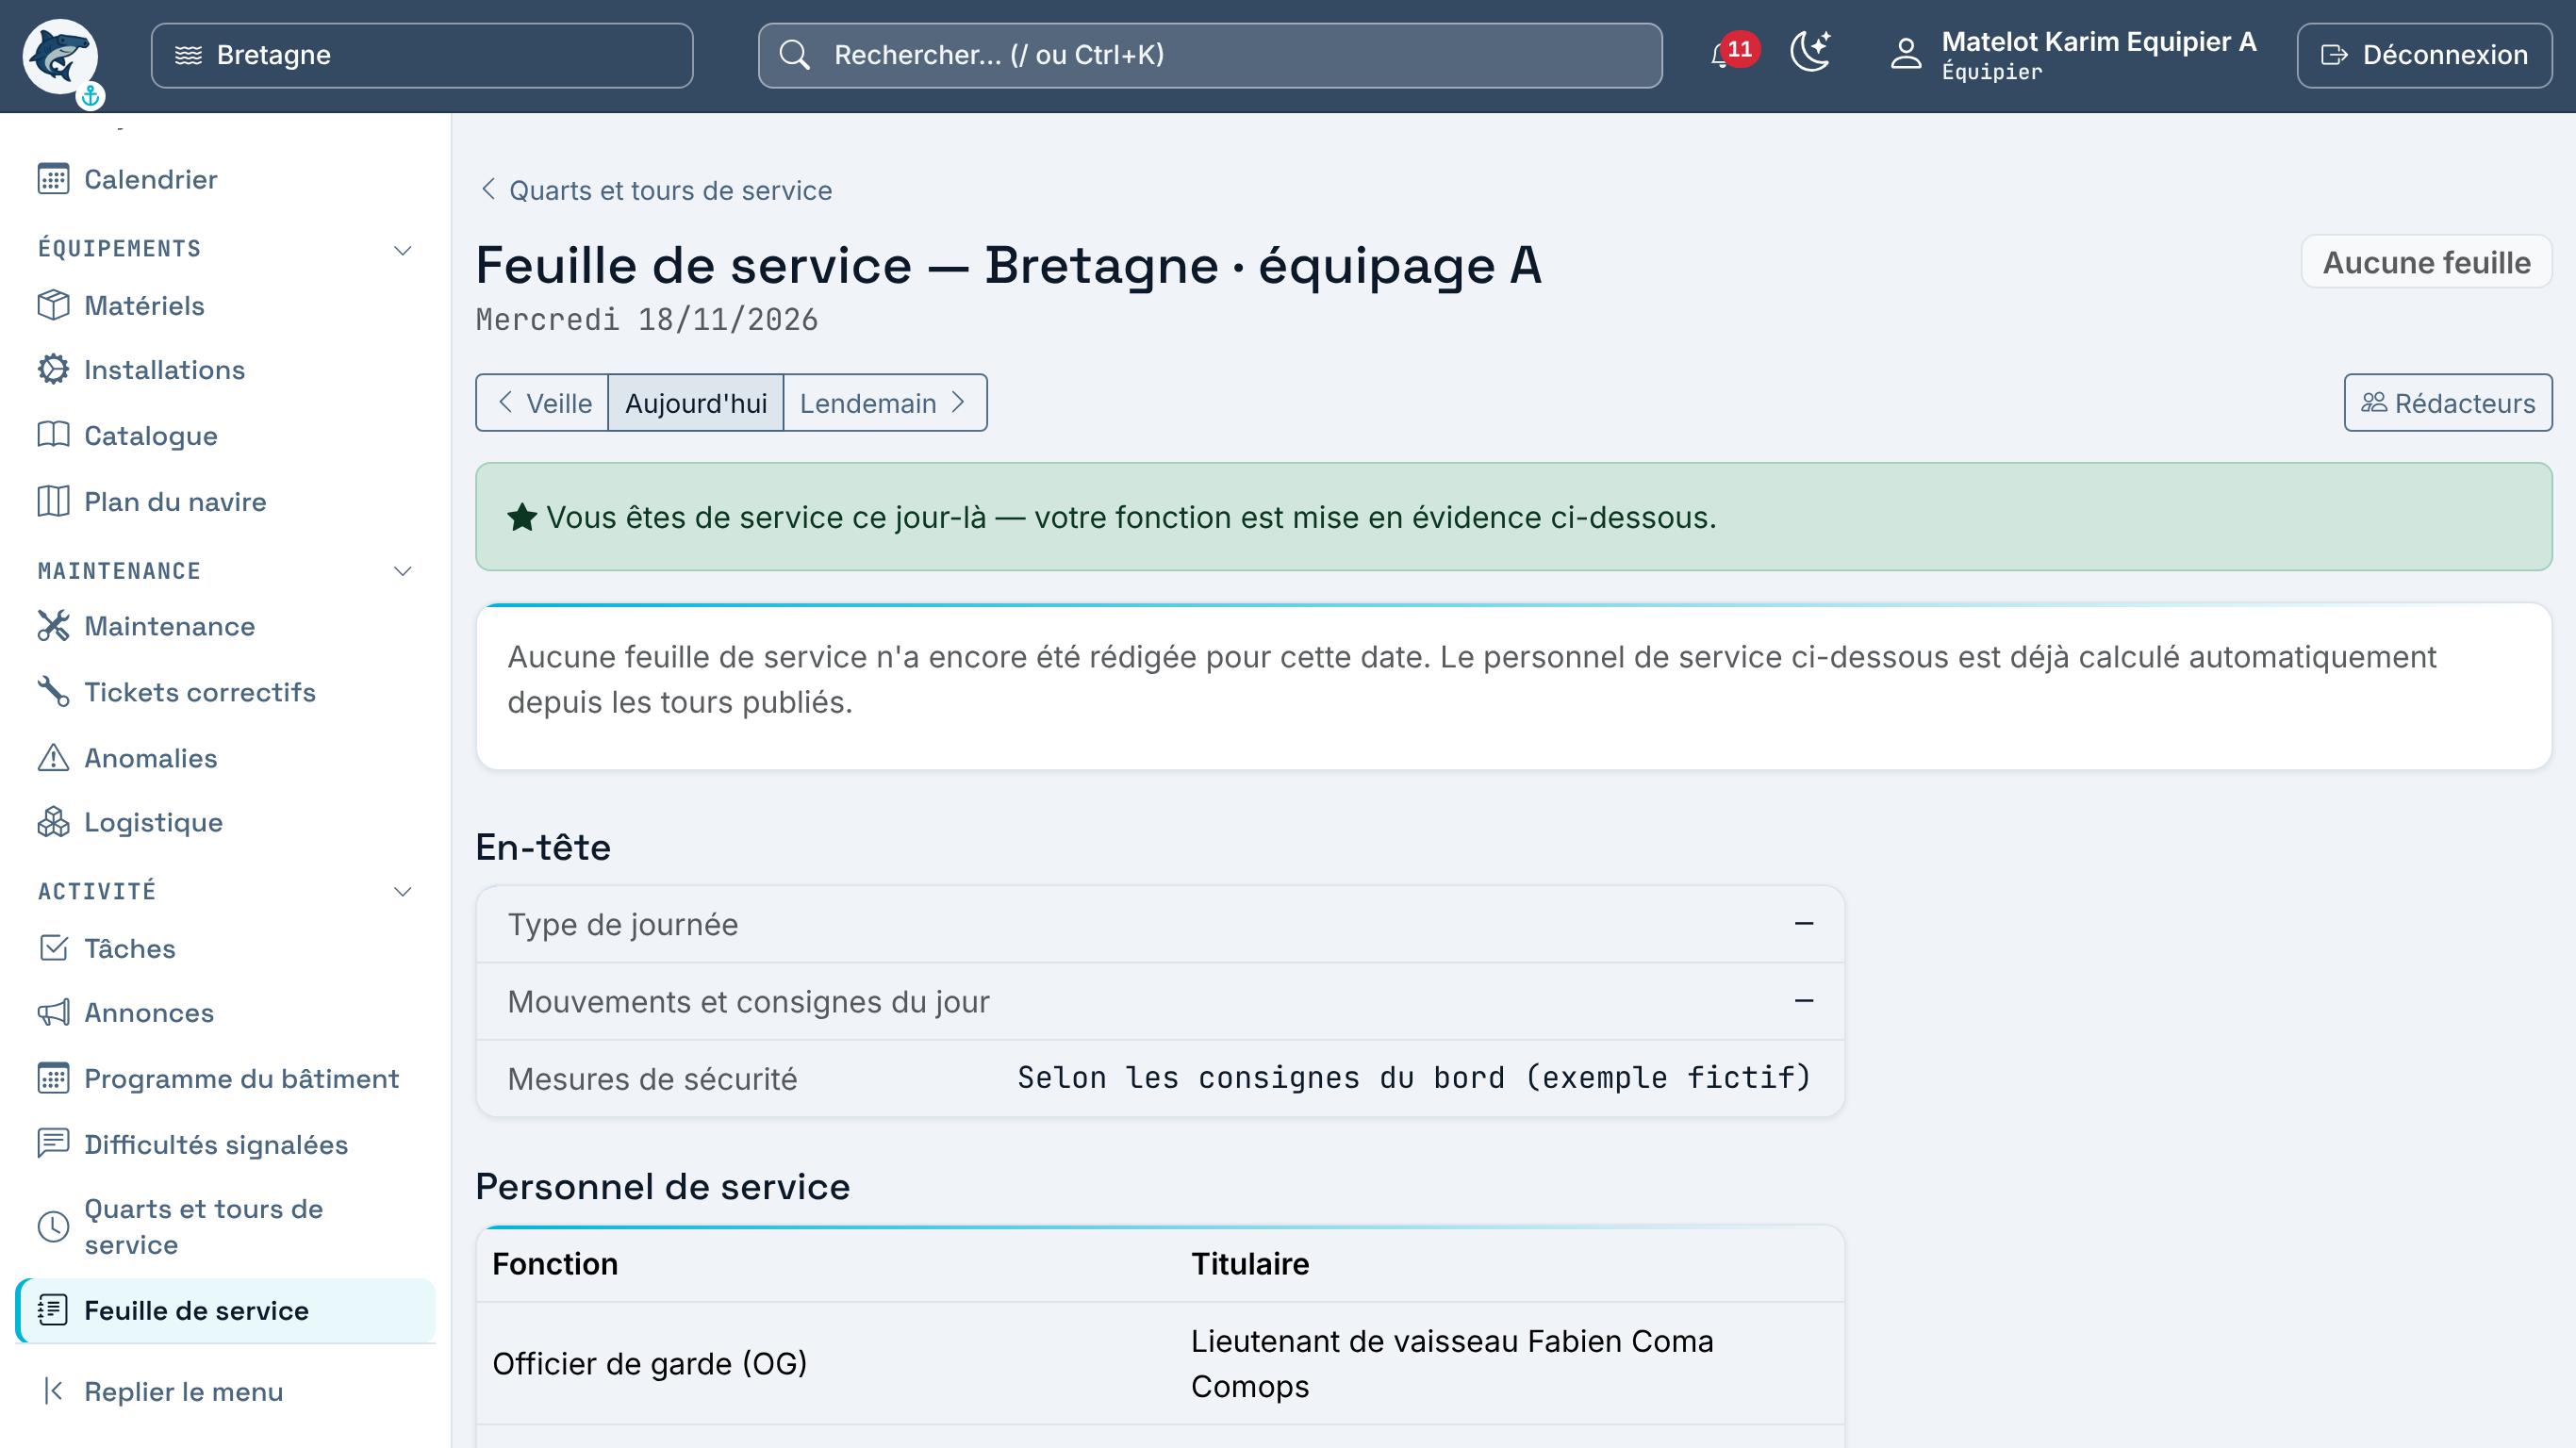 Bretagne
Rechercher... (/ ou Ctrl+K)
11
Matelot Karim Equipier A
Équipier
Déconnexion
Calendrier
ÉQUIPEMENTS
Matériels
Installations
Catalogue
Plan du navire
MAINTENANCE
Maintenance
Tickets correctifs
Anomalies
Logistique
ACTIVITÉ
Tâches
Annonces
Programme du bâtiment
Difficultés signalées
Quarts et tours de
service
Feuille de service
Replier le menu
Quarts et tours de service
Feuille de service — Bretagne · équipage A
Aucune feuille
Mercredi 18/11/2026
Veille
Aujourd'hui
Lendemain
Rédacteurs
Vous êtes de service ce jour-là — votre fonction est mise en évidence ci-dessous.
Aucune feuille de service n'a encore été rédigée pour cette date. Le personnel de service ci-dessous est déjà calculé automatiquement
depuis les tours publiés.
En-tête
Type de journée —
Mouvements et consignes du jour —
Mesures de sécurité Selon les consignes du bord (exemple fictif)
Personnel de service
Fonction Titulaire
Officier de garde (OG) Lieutenant de vaisseau Fabien Coma
Comops